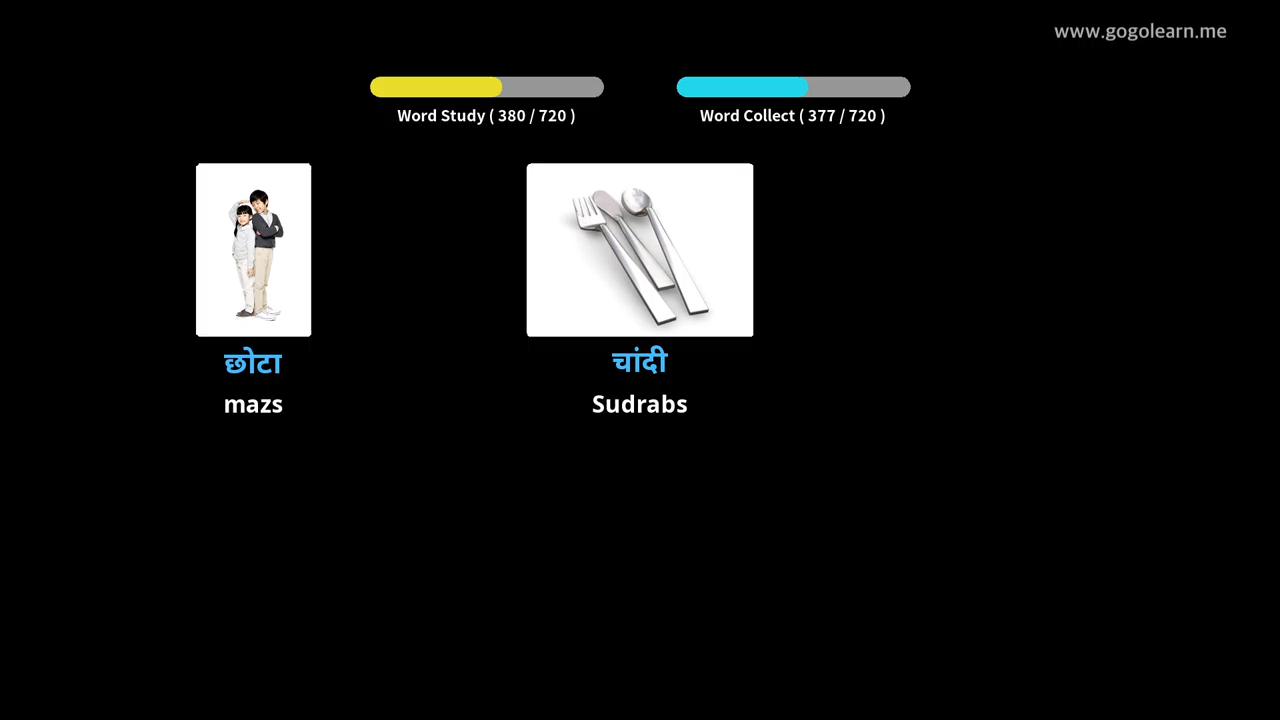 www.gogolearn.me
Word Study ( 380 / 720 )
Word Collect ( 377 / 720 )
छोटा
चांदी
mazs
Sudrabs